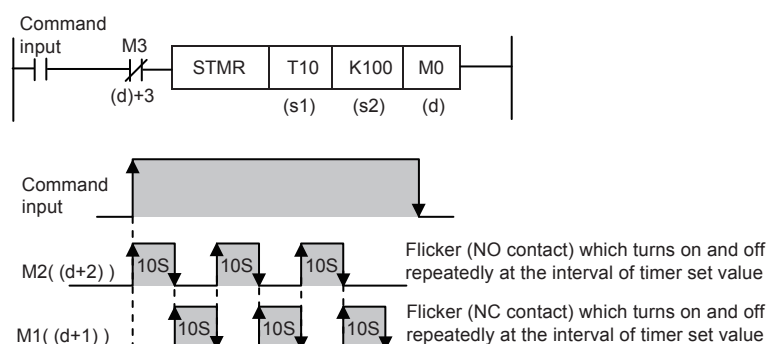 Command
input
M3
STMR T10 K100 M0
(d)+3
(s1) (s2) (d)
Command
input
M2( (d+2) ) 10S 10S 10S
Flicker (NO contact) which turns on and off
repeatedly at the interval of timer set value
M1( (d+1) ) 10S 10S 10S
Flicker (NC contact) which turns on and off
repeatedly at the interval of timer set value